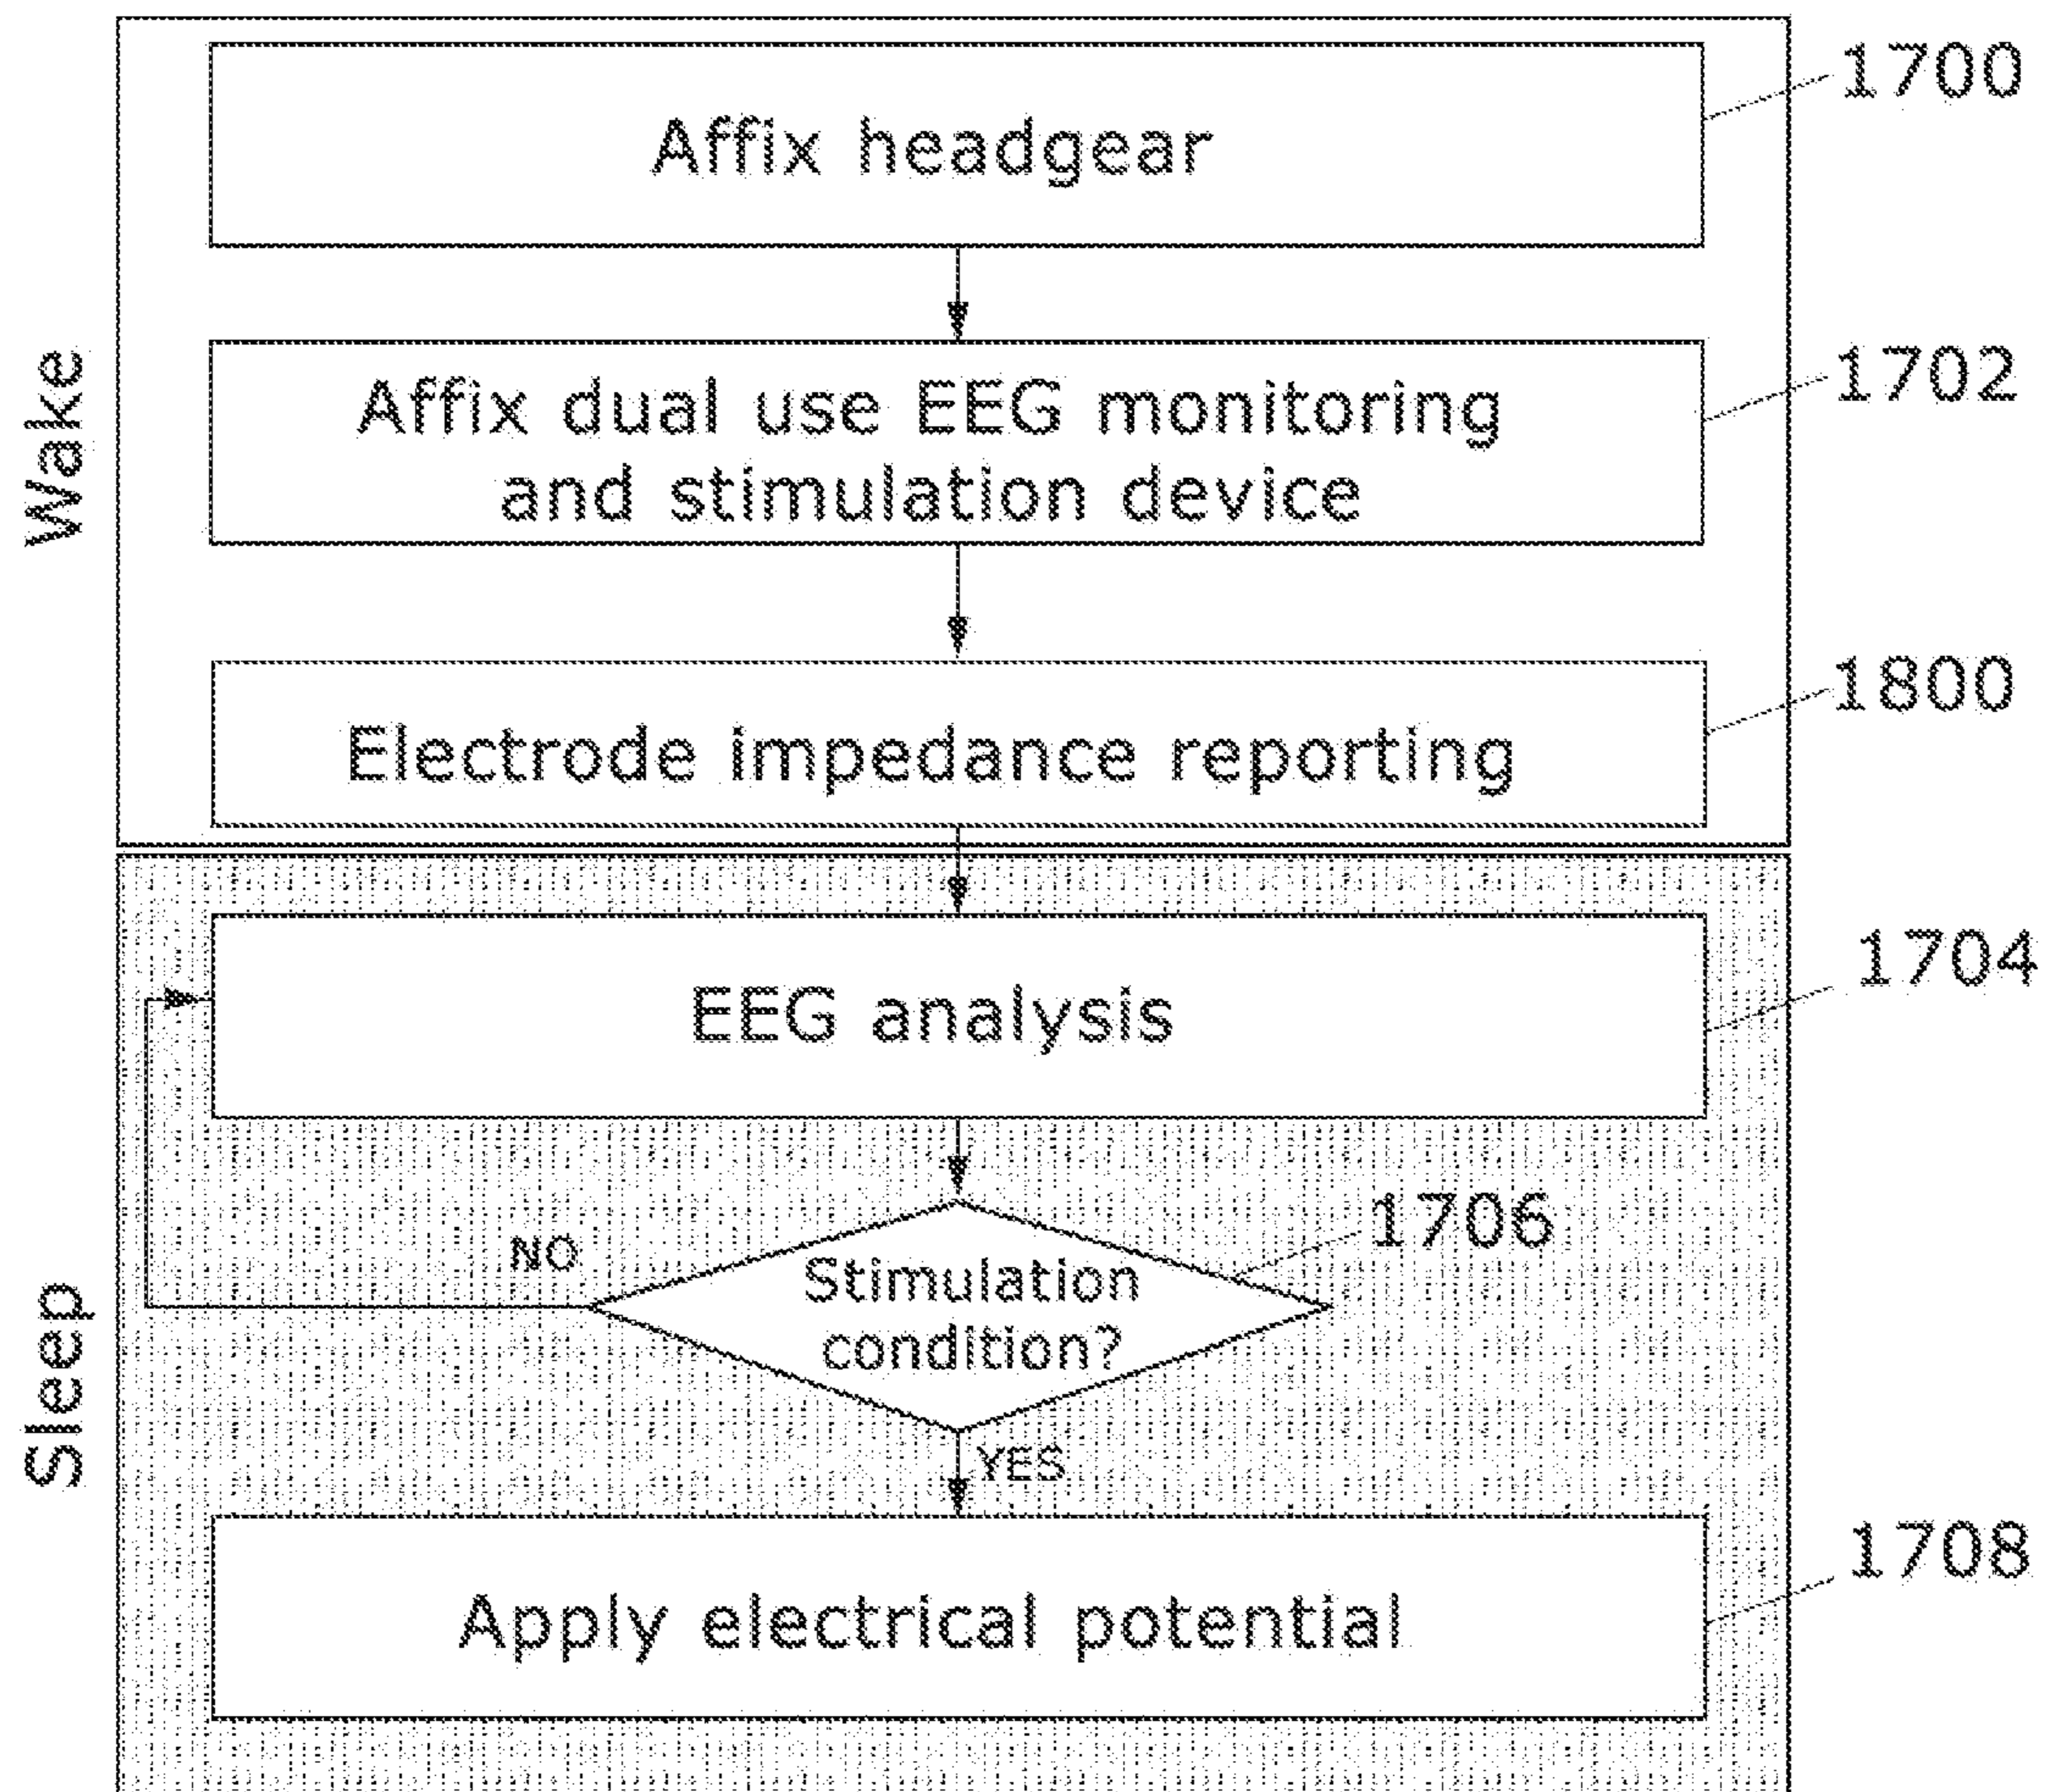 Wake
Affix headgear
1700
Affix dual use EEG monitoring
and stimulation device
1702
Electrode impedance reporting
1800
Sleep
EEG analysis
1704
NO
Stimulation
condition?
1706
YES
Apply electrical potential
1708